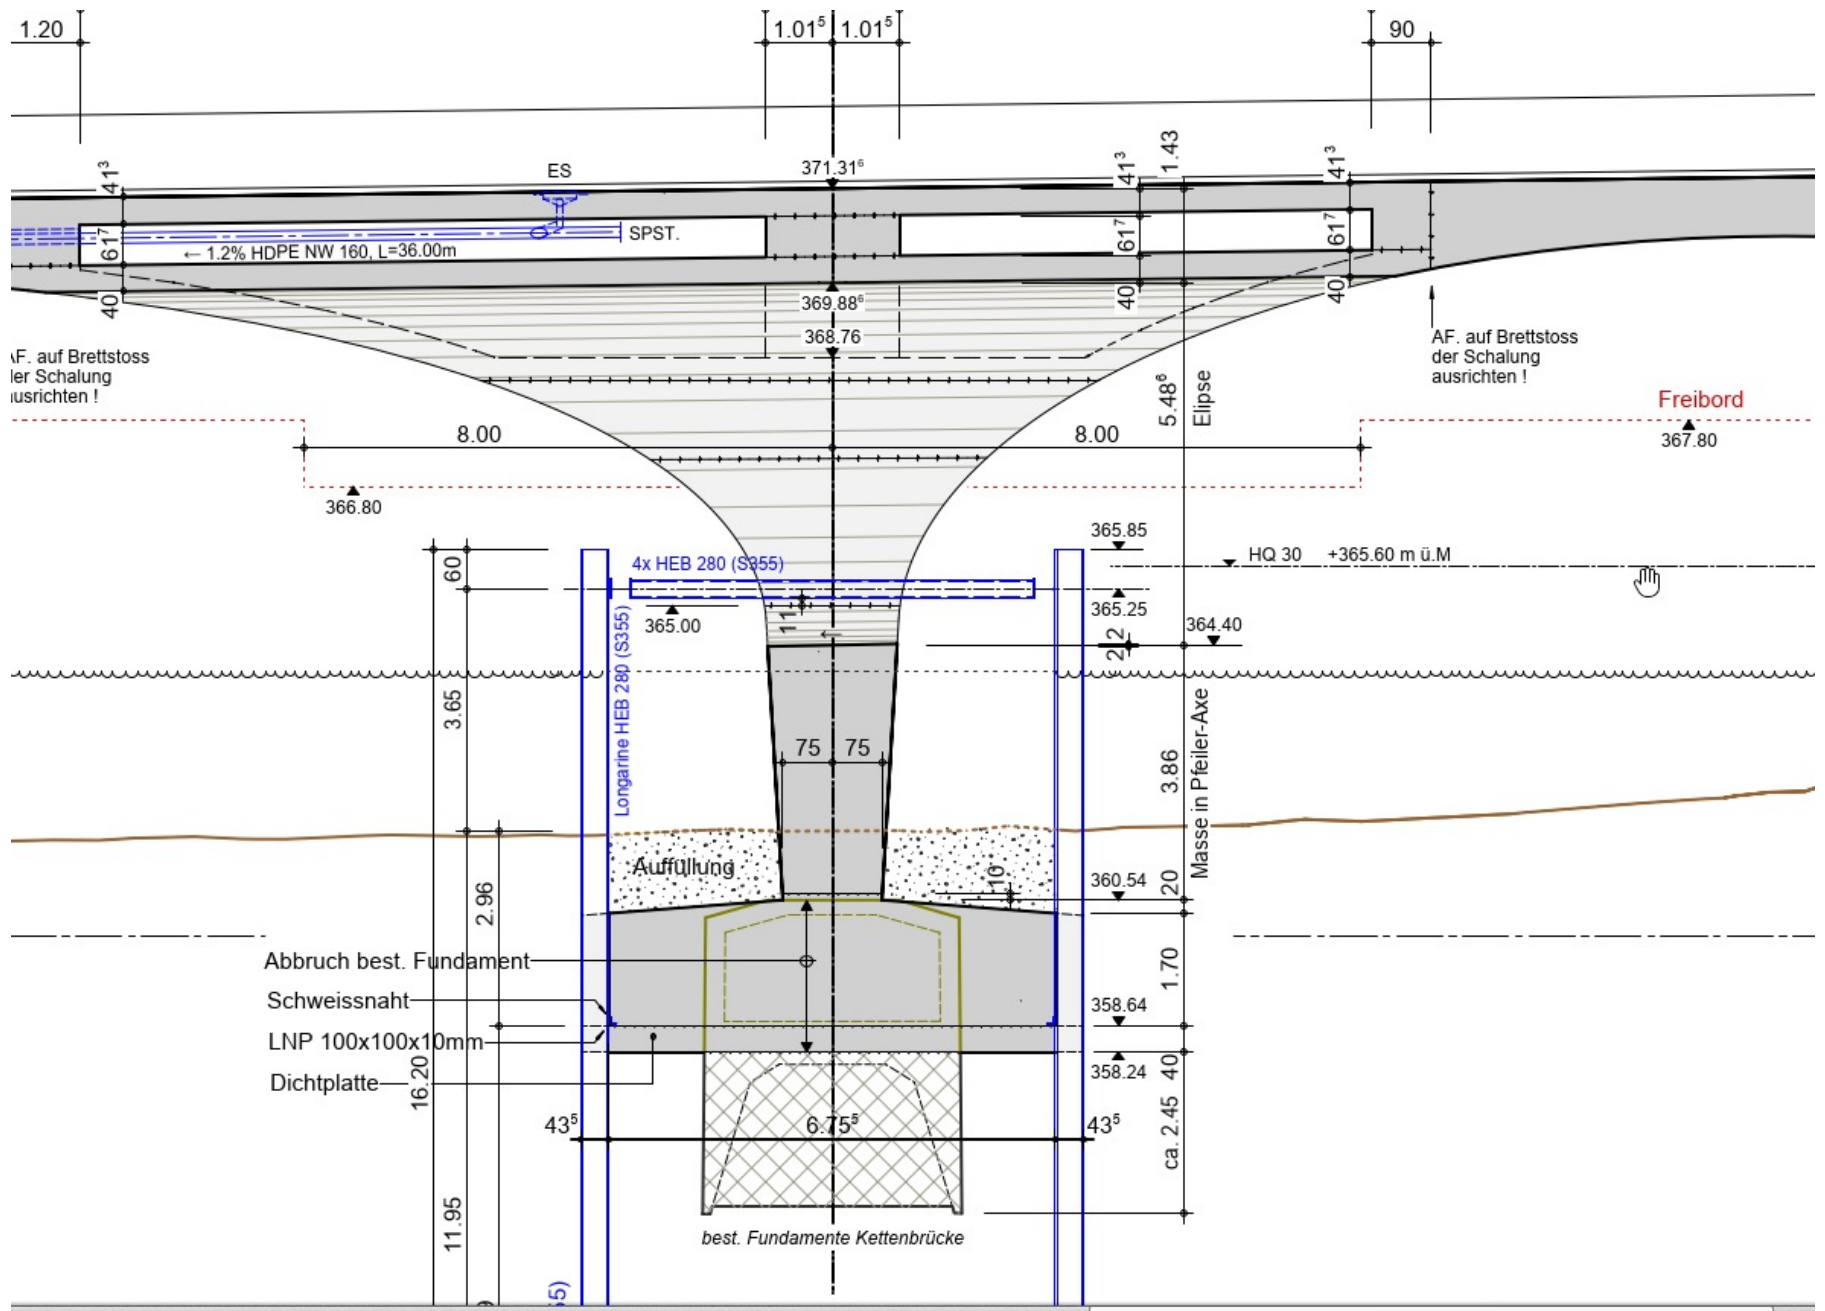 1.20
1.01⁵
1.01⁵
90
41³
ES
371.31⁶
41³
1.43
41³
61⁷
SPST.
← 1.2% HDPE NW 160, L=36.00m
61⁷
61⁷
40
369.88⁶
40
40
368.76
AF. auf Brettstoss
der Schalung
ausrichten !
AF. auf Brettstoss
der Schalung
ausrichten !
5.48⁶
Elipse
Freibord
367.80
8.00
8.00
366.80
365.85
HQ 30 +365.60 m ü.M
60
4x HEB 280 (S355)
365.25
365.00
11
←
364.40
22
Longarine HEB 280 (S355)
3.65
75
75
3.86
Masse in Pfeiler-Axe
Auffüllung
10
360.54
20
2.96
Abbruch best. Fundament
1.70
Schweissnaht
358.64
LNP 100x100x10mm
40
358.24
Dichtplatte
16.20
43⁵
6.75⁵
43⁵
ca. 2.45
11.95
best. Fundamente Kettenbrücke